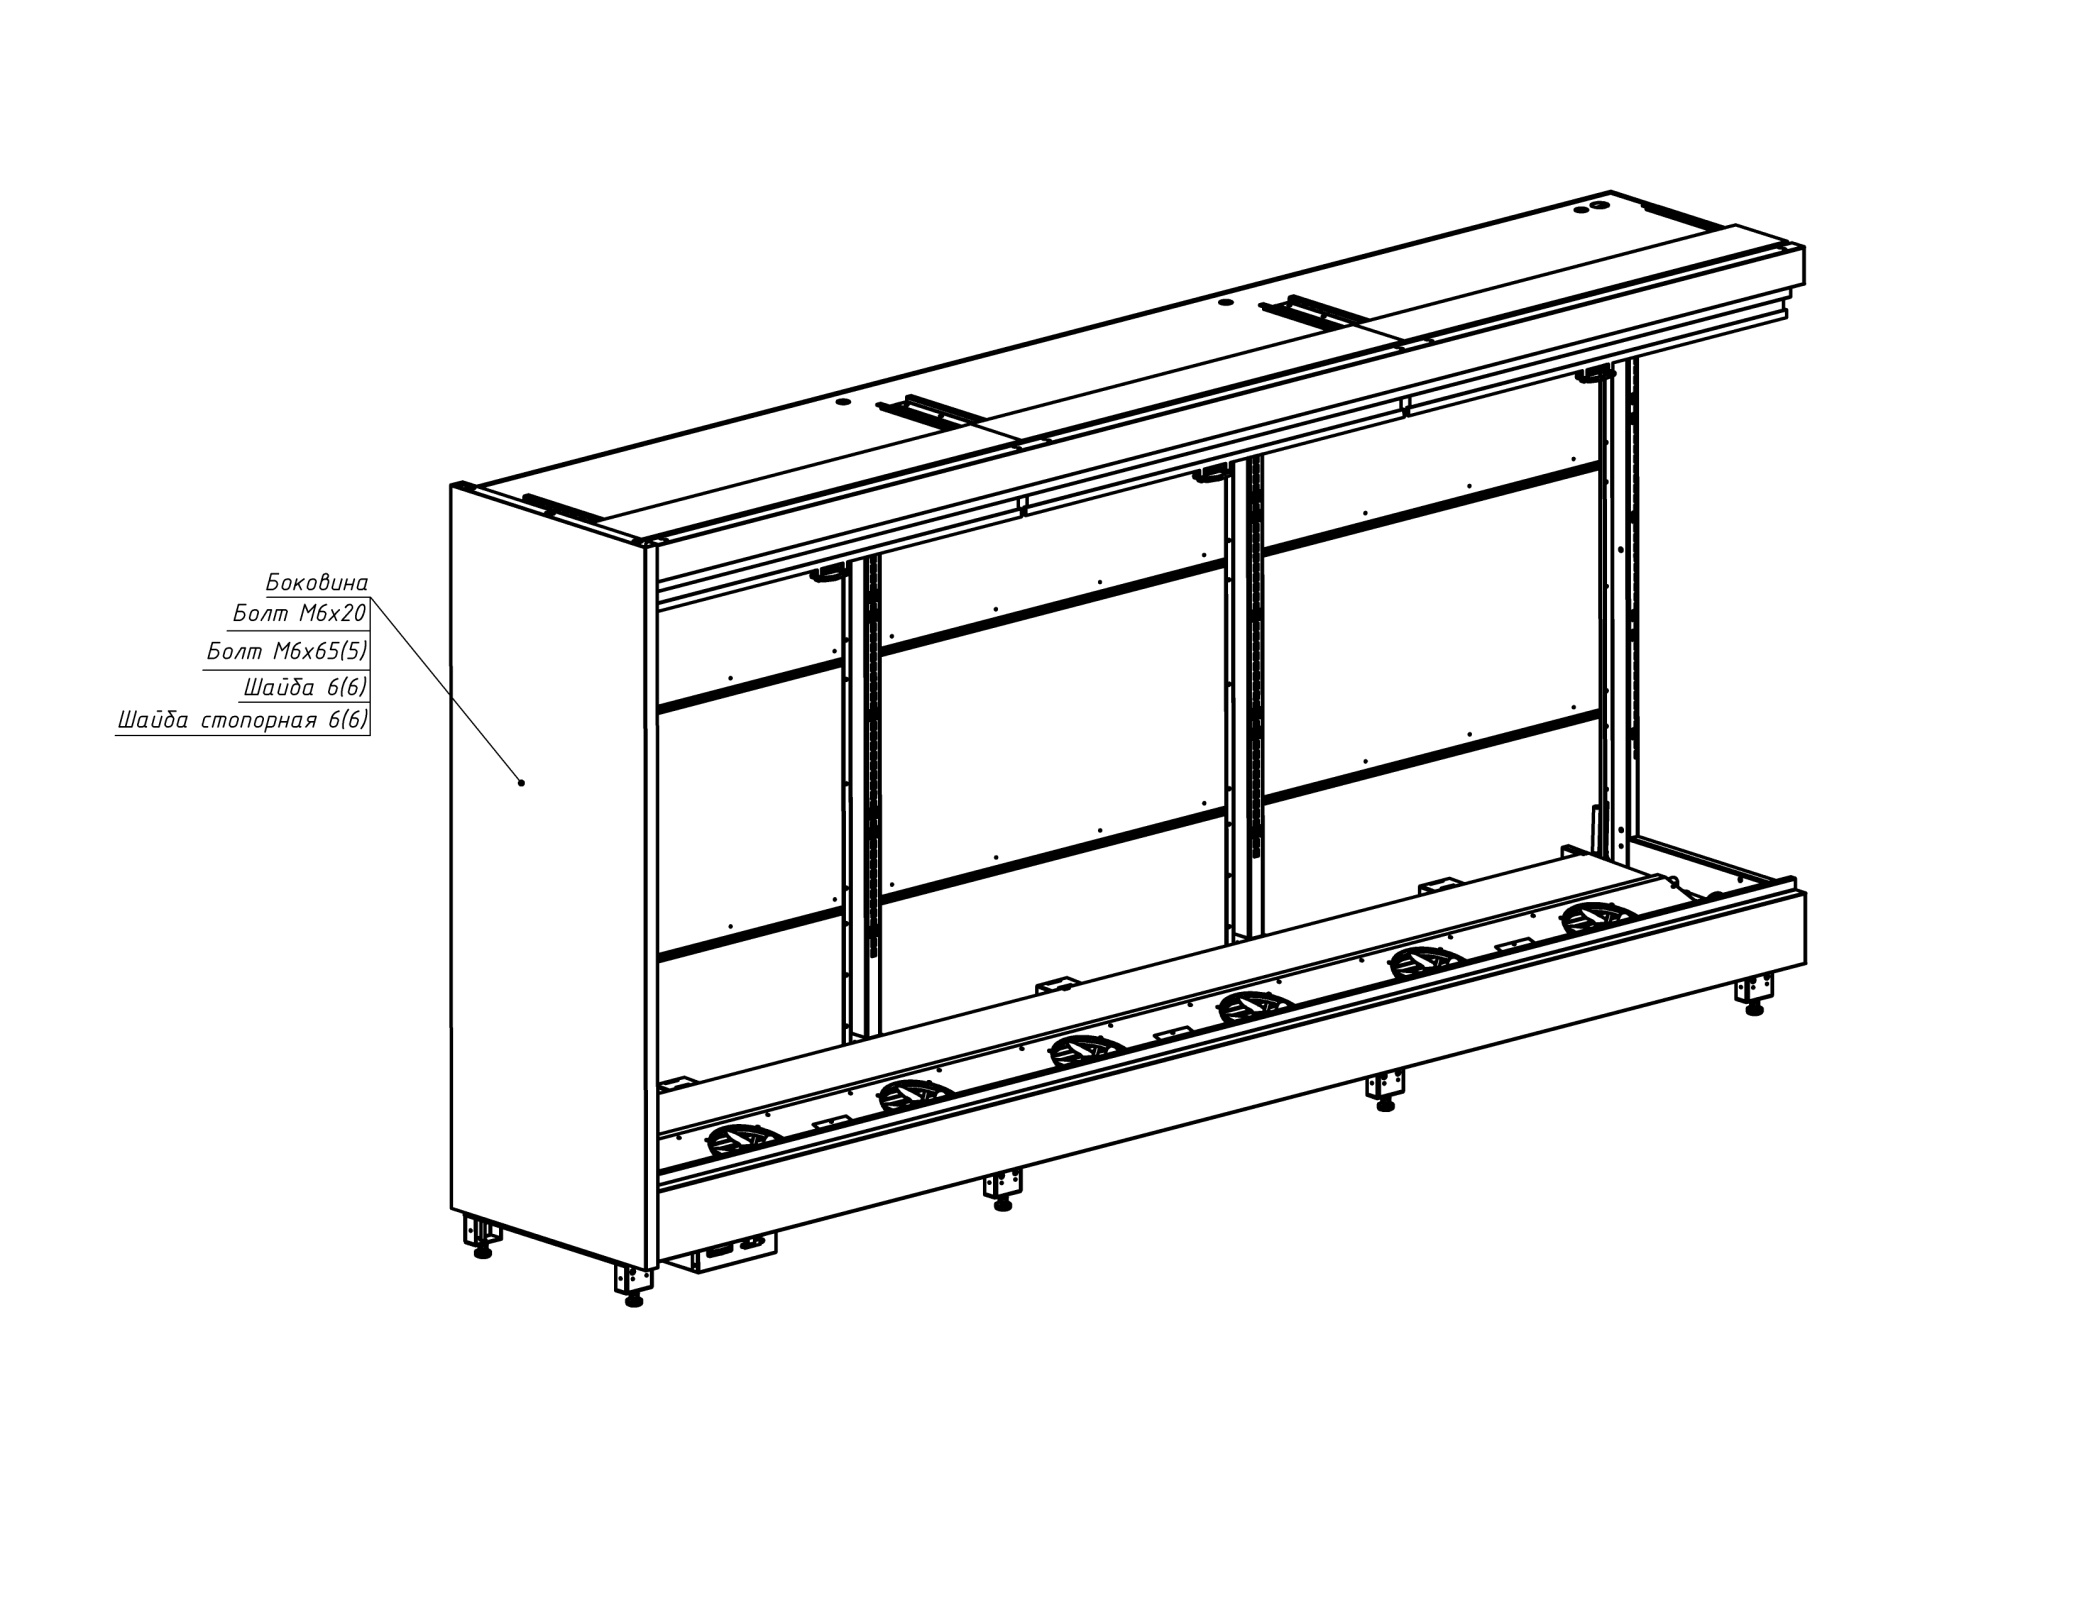 Боковина
Болт М6х20
Болт М6х65(5)
Шайба 6(6)
Шайба стопорная 6(6)